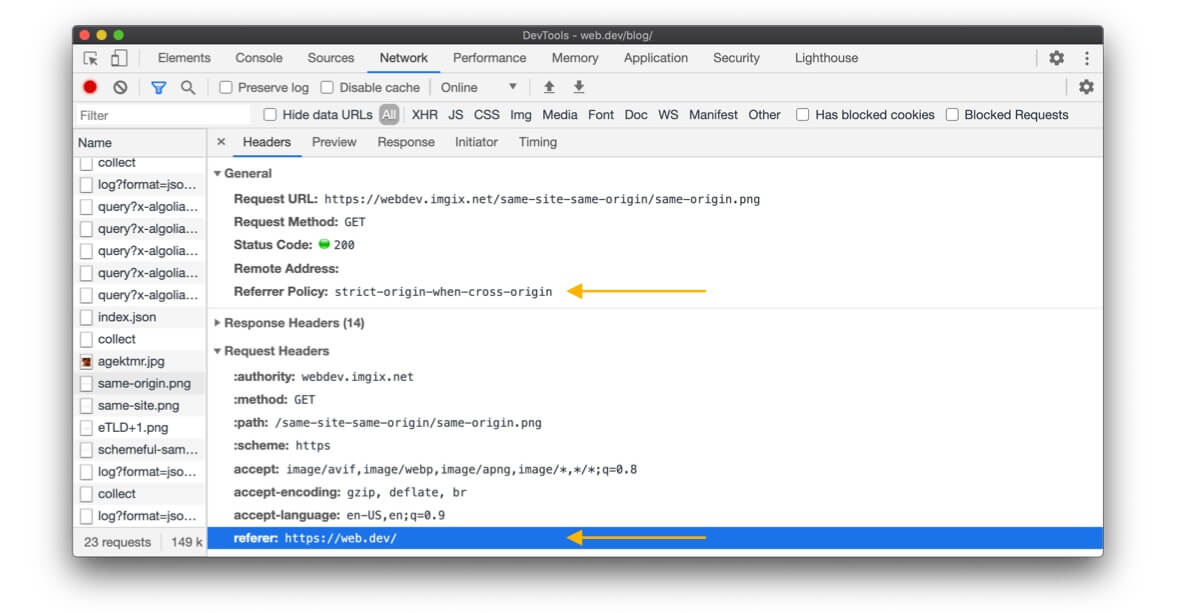 DevTools - web.dev/blog/
Elements Console Sources Network Performance Memory Application Security Lighthouse
Preserve log Disable cache Online
Filter Hide data URLs All XHR JS CSS Img Media Font Doc WS Manifest Other Has blocked cookies Blocked Requests
Name
collect
log?format=jso...
query?x-algolia...
query?x-algolia...
query?x-algolia...
query?x-algolia...
query?x-algolia...
index.json
collect
agektmr.jpg
same-origin.png
same-site.png
eTLD+1.png
schemeful-sam...
log?format=jso...
collect
log?format=jso...
23 requests 149 k
× Headers Preview Response Initiator Timing
General
Request URL: https://webdev.imgix.net/same-site-same-origin/same-origin.png
Request Method: GET
Status Code: 200
Remote Address:
Referrer Policy: strict-origin-when-cross-origin
Response Headers (14)
Request Headers
:authority: webdev.imgix.net
:method: GET
:path: /same-site-same-origin/same-origin.png
:scheme: https
accept: image/avif,image/webp,image/apng,image/*,*/*;q=0.8
accept-encoding: gzip, deflate, br
accept-language: en-US,en;q=0.9
referer: https://web.dev/